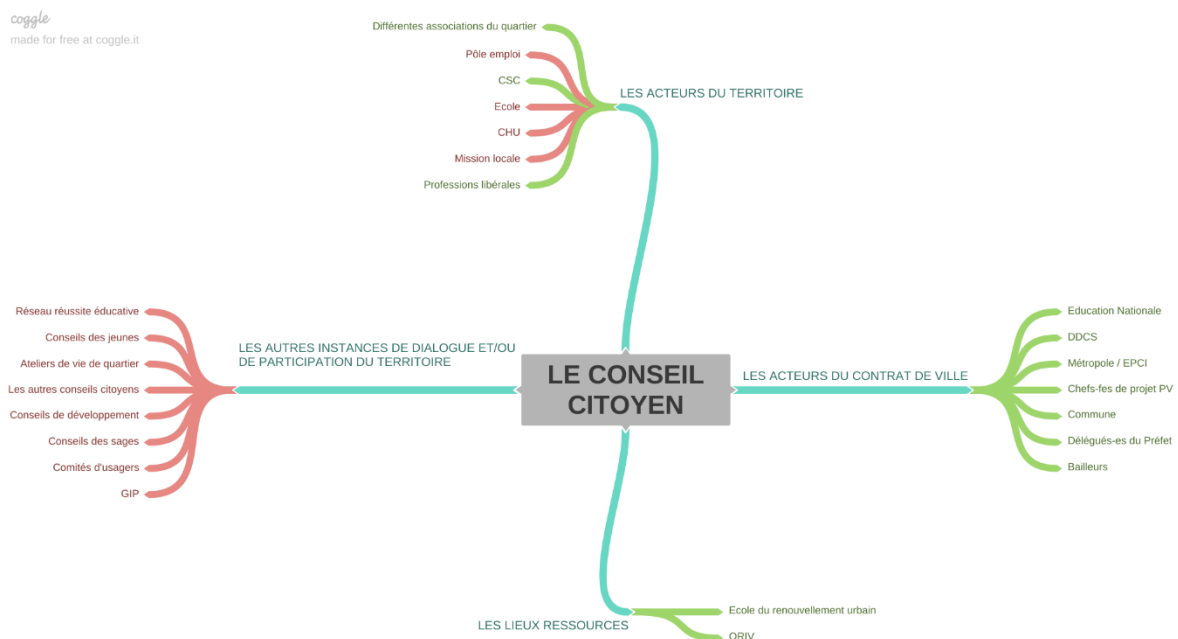 coggle
made for free at coggle.it
Différentes associations du quartier
Pôle emploi
CSC
Ecole
CHU
Mission locale
Professions libérales
LES ACTEURS DU TERRITOIRE
Réseau réussite éducative
Conseils des jeunes
Ateliers de vie de quartier
Les autres conseils citoyens
Conseils de développement
Conseils des sages
Comités d'usagers
GIP
LES AUTRES INSTANCES DE DIALOGUE ET/OU
DE PARTICIPATION DU TERRITOIRE
LE CONSEIL
CITOYEN
LES ACTEURS DU CONTRAT DE VILLE
Education Nationale
DDCS
Métropole / EPCI
Chefs-fes de projet PV
Commune
Délégués-es du Préfet
Bailleurs
LES LIEUX RESSOURCES
Ecole du renouvellement urbain
ORIV